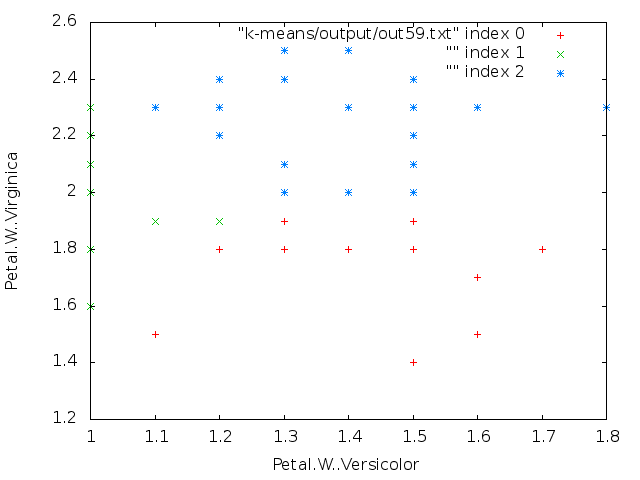 2.6
"k-means/output/out59.txt" index 0
"" index 1
"" index 2
2.4
2.2
2
1.8
1.6
1.4
1.2
Petal.W..Virginica
1 1.1 1.2 1.3 1.4 1.5 1.6 1.7 1.8
Petal.W..Versicolor